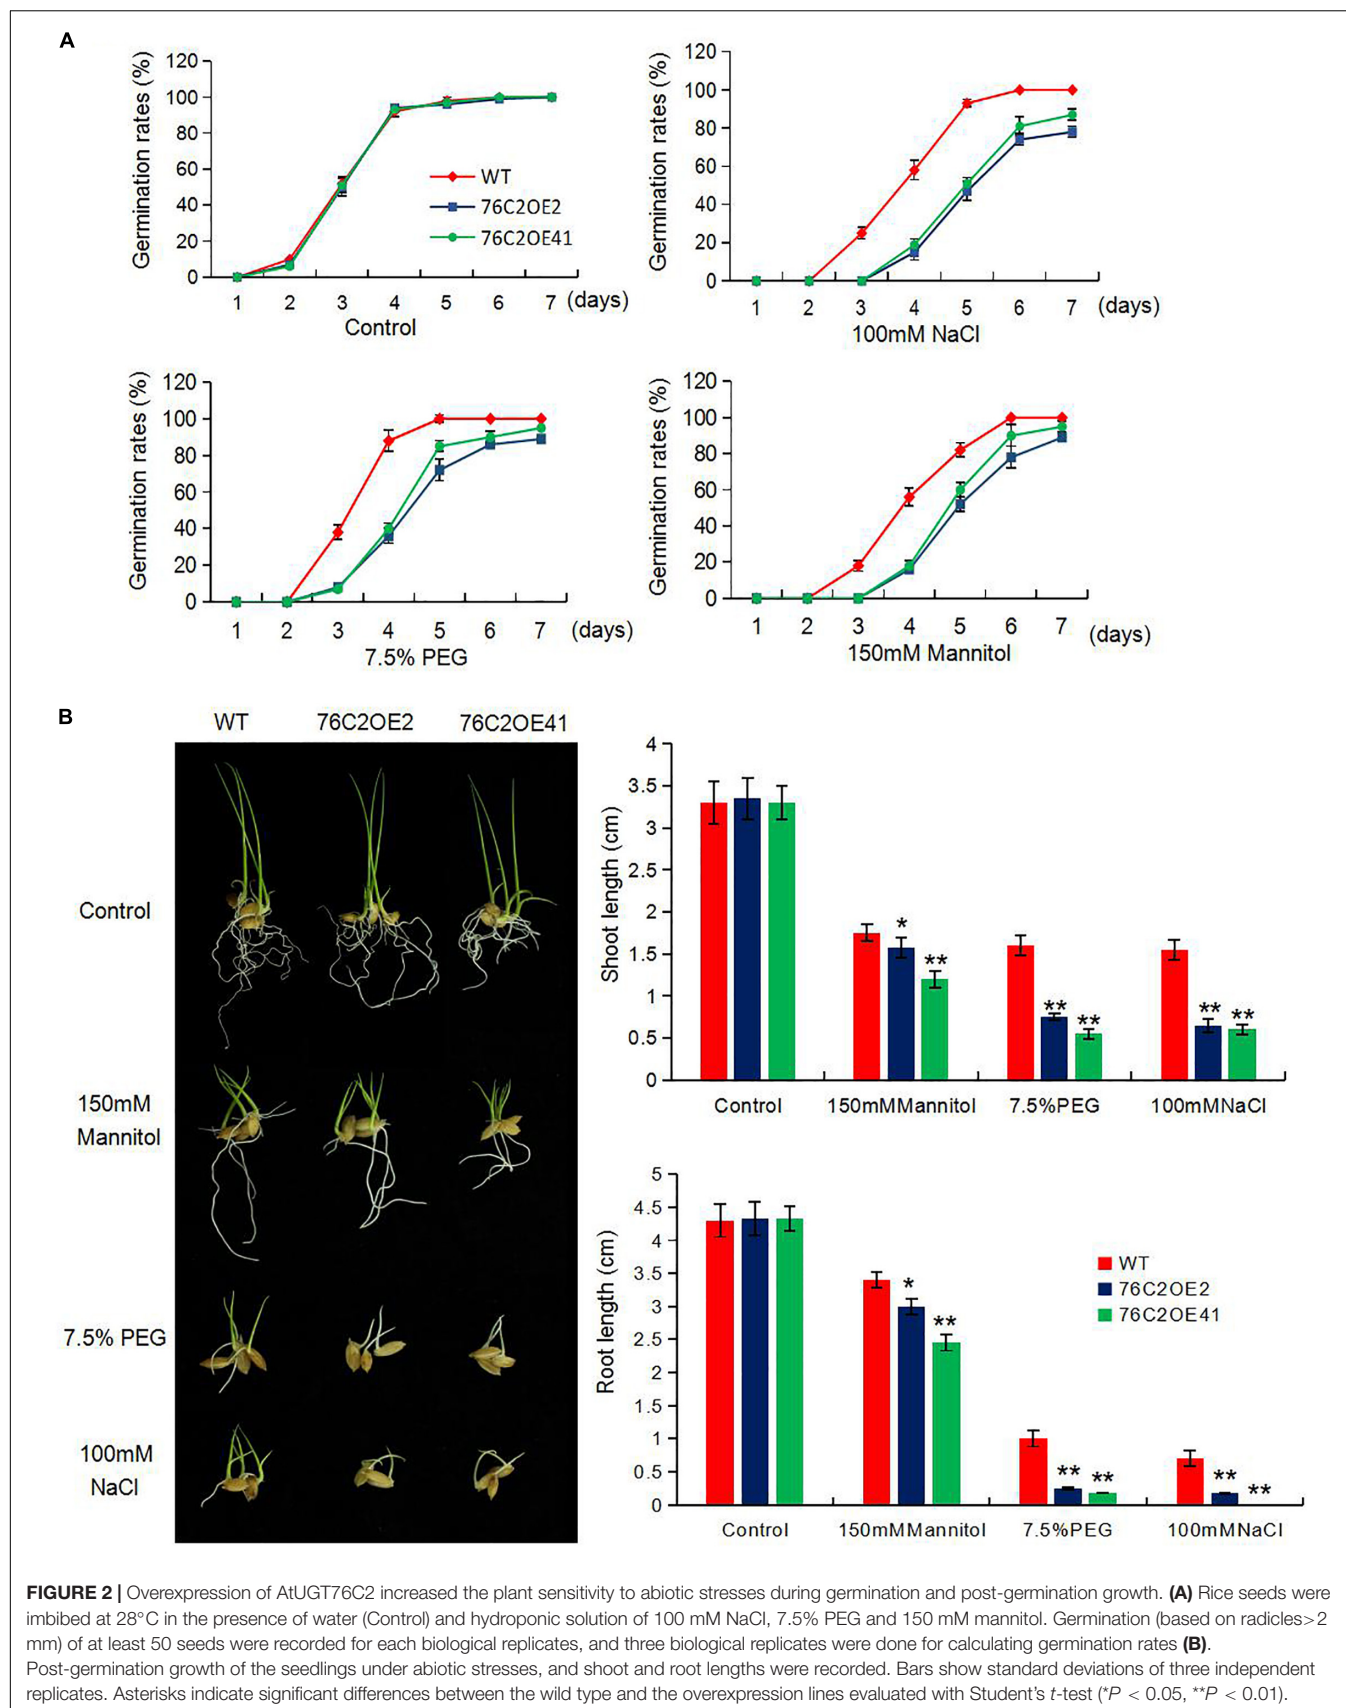 A
Germination rates (%)
120
100
80
60
40
20
0
WT
76C2OE2
76C2OE41
1 2 3 4 5 6 7 (days)
Control
Germination rates (%)
120
100
80
60
40
20
0
1 2 3 4 5 6 7 (days)
100mM NaCl
Germination rates (%)
120
100
80
60
40
20
0
1 2 3 4 5 6 7 (days)
7.5% PEG
Germination rates (%)
120
100
80
60
40
20
0
1 2 3 4 5 6 7 (days)
150mM Mannitol
B
WT 76C2OE2 76C2OE41
Control
150mM
Mannitol
7.5% PEG
100mM
NaCl
Shoot length (cm)
4
3.5
3
2.5
2
1.5
1
0.5
0
* **
** **
** **
Control 150mMMannitol 7.5%PEG 100mMNaCl
Root length (cm)
5
4.5
4
3.5
3
2.5
2
1.5
1
0.5
0
* **
** **
** **
WT
76C2OE2
76C2OE41
Control 150mMMannitol 7.5%PEG 100mMNaCl
FIGURE 2 | Overexpression of AtUGT76C2 increased the plant sensitivity to abiotic stresses during germination and post-germination growth. (A) Rice seeds were
imbibed at 28°C in the presence of water (Control) and hydroponic solution of 100 mM NaCl, 7.5% PEG and 150 mM mannitol. Germination (based on radicles>2
mm) of at least 50 seeds were recorded for each biological replicates, and three biological replicates were done for calculating germination rates (B).
Post-germination growth of the seedlings under abiotic stresses, and shoot and root lengths were recorded. Bars show standard deviations of three independent
replicates. Asterisks indicate significant differences between the wild type and the overexpression lines evaluated with Student's t-test (*P < 0.05, **P < 0.01).